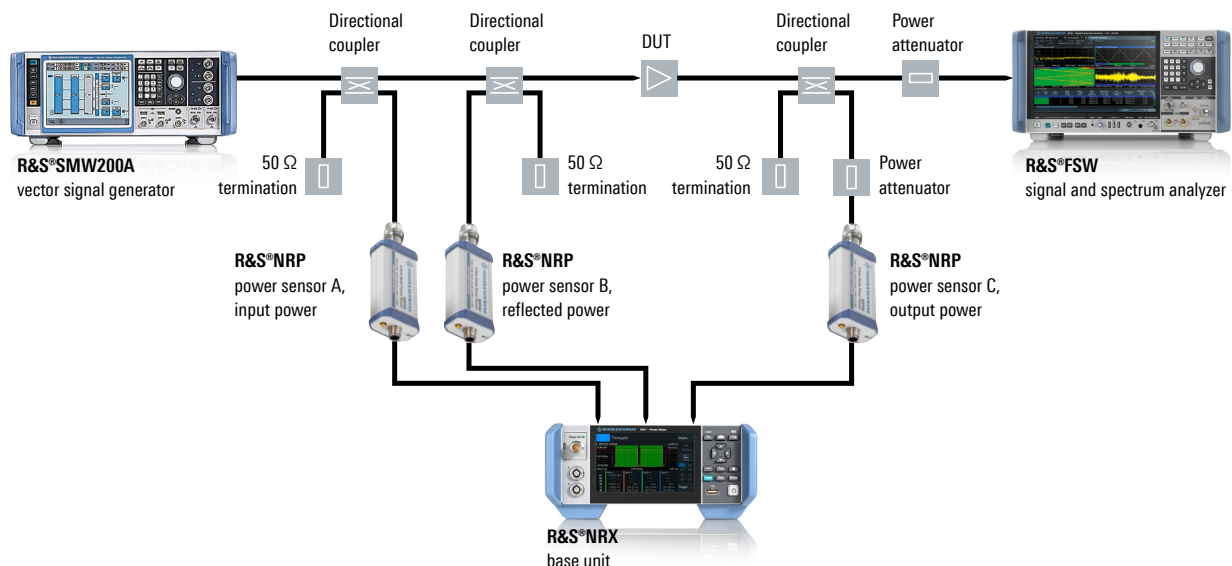 Directional
coupler
Directional
coupler
DUT
Directional
coupler
Power
attenuator
R&S®SMW200A
vector signal generator
50 Ω
termination
50 Ω
termination
50 Ω
termination
Power
attenuator
R&S®FSW
signal and spectrum analyzer
R&S®NRP
power sensor A,
input power
R&S®NRP
power sensor B,
reflected power
R&S®NRP
power sensor C,
output power
R&S®NRX
base unit